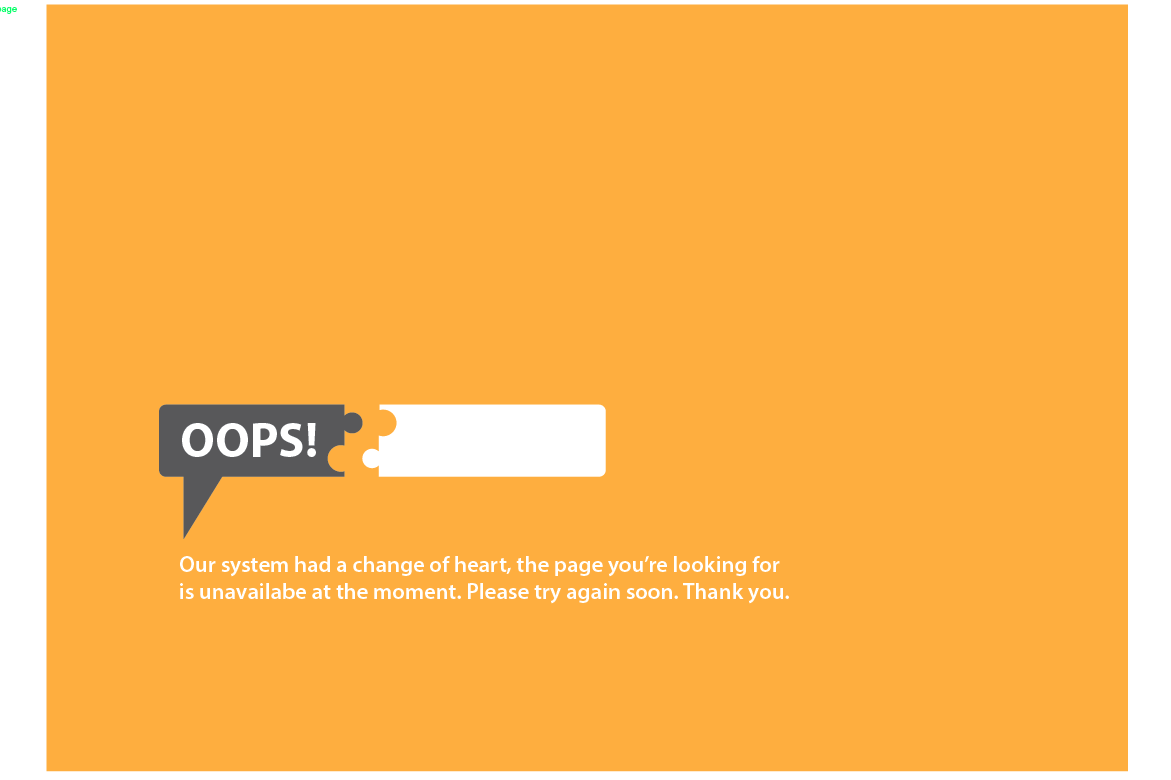 page
OOPS!
Our system had a change of heart, the page you’re looking for
is unavailabe at the moment. Please try again soon. Thank you.